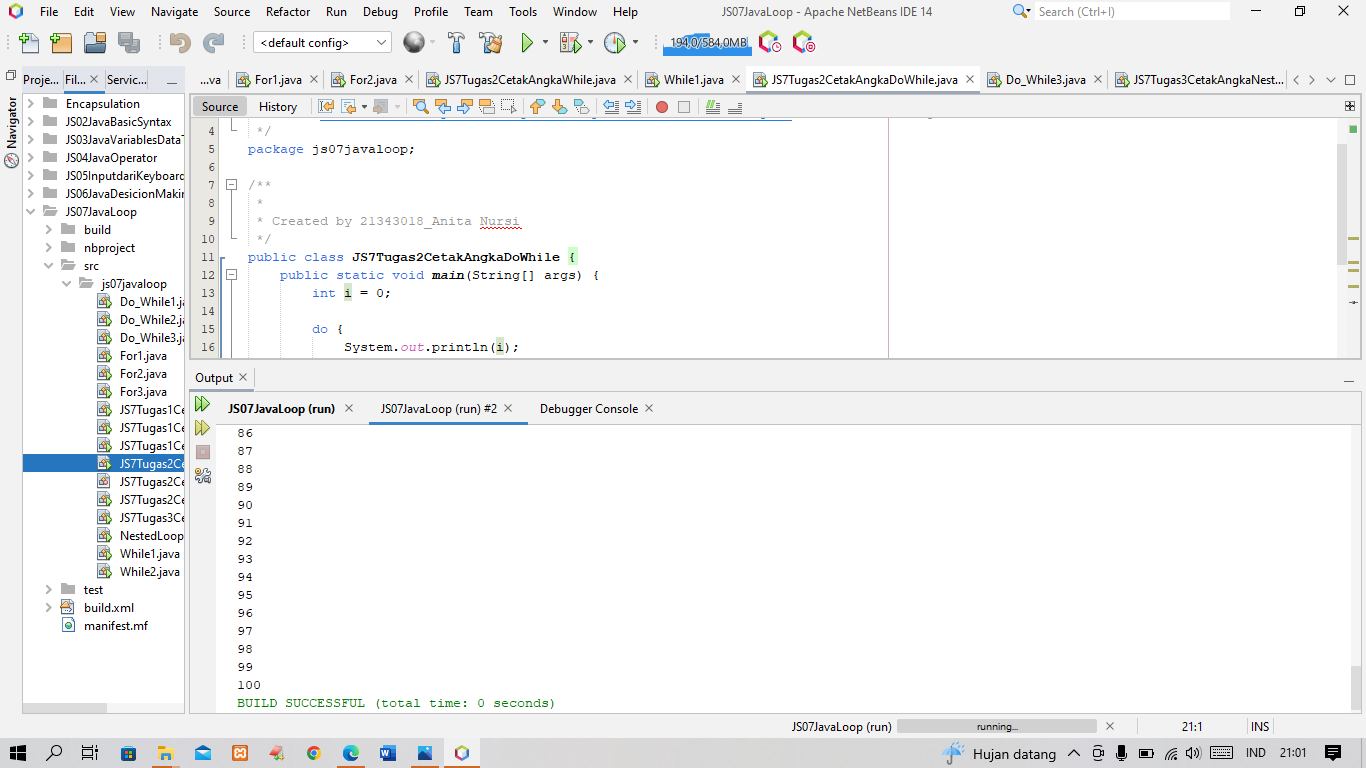 File Edit View Navigate Source Refactor Run Debug Profile Team Tools Window Help
JS07JavaLoop - Apache NetBeans IDE 14
Search (Ctrl+I)
<default config>
194,0/584,0MB
Proje... Fil... Servic...
...va For1.java For2.java JS7Tugas2CetakAngkaWhile.java While1.java JS7Tugas2CetakAngkaDoWhile.java Do_While3.java JS7Tugas3CetakAngkaNest...
Navigator
Encapsulation
JS02JavaBasicSyntax
JS03JavaVariablesDataT
JS04JavaOperator
JS05InputdariKeyboard
JS06JavaDesicionMakin
JS07JavaLoop
build
nbproject
src
js07javaloop
Do_While1.ja
Do_While2.ja
Do_While3.ja
For1.java
For2.java
For3.java
JS7Tugas1Ce
JS7Tugas1Ce
JS7Tugas1Ce
JS7Tugas2Ce
JS7Tugas2Ce
JS7Tugas2Ce
JS7Tugas3Ce
NestedLoop
While1.java
While2.java
test
build.xml
manifest.mf
Source History
4 */
5 package js07javaloop;
6
7 /**
8 *
9 * Created by 21343018_Anita Nursi
10 */
11 public class JS7Tugas2CetakAngkaDoWhile {
12 public static void main(String[] args) {
13 int i = 0;
14
15 do {
16 System.out.println(i);
Output
JS07JavaLoop (run) JS07JavaLoop (run) #2 Debugger Console
86
87
88
89
90
91
92
93
94
95
96
97
98
99
100
BUILD SUCCESSFUL (total time: 0 seconds)
JS07JavaLoop (run) running... 21:1 INS
Hujan datang IND 21:01